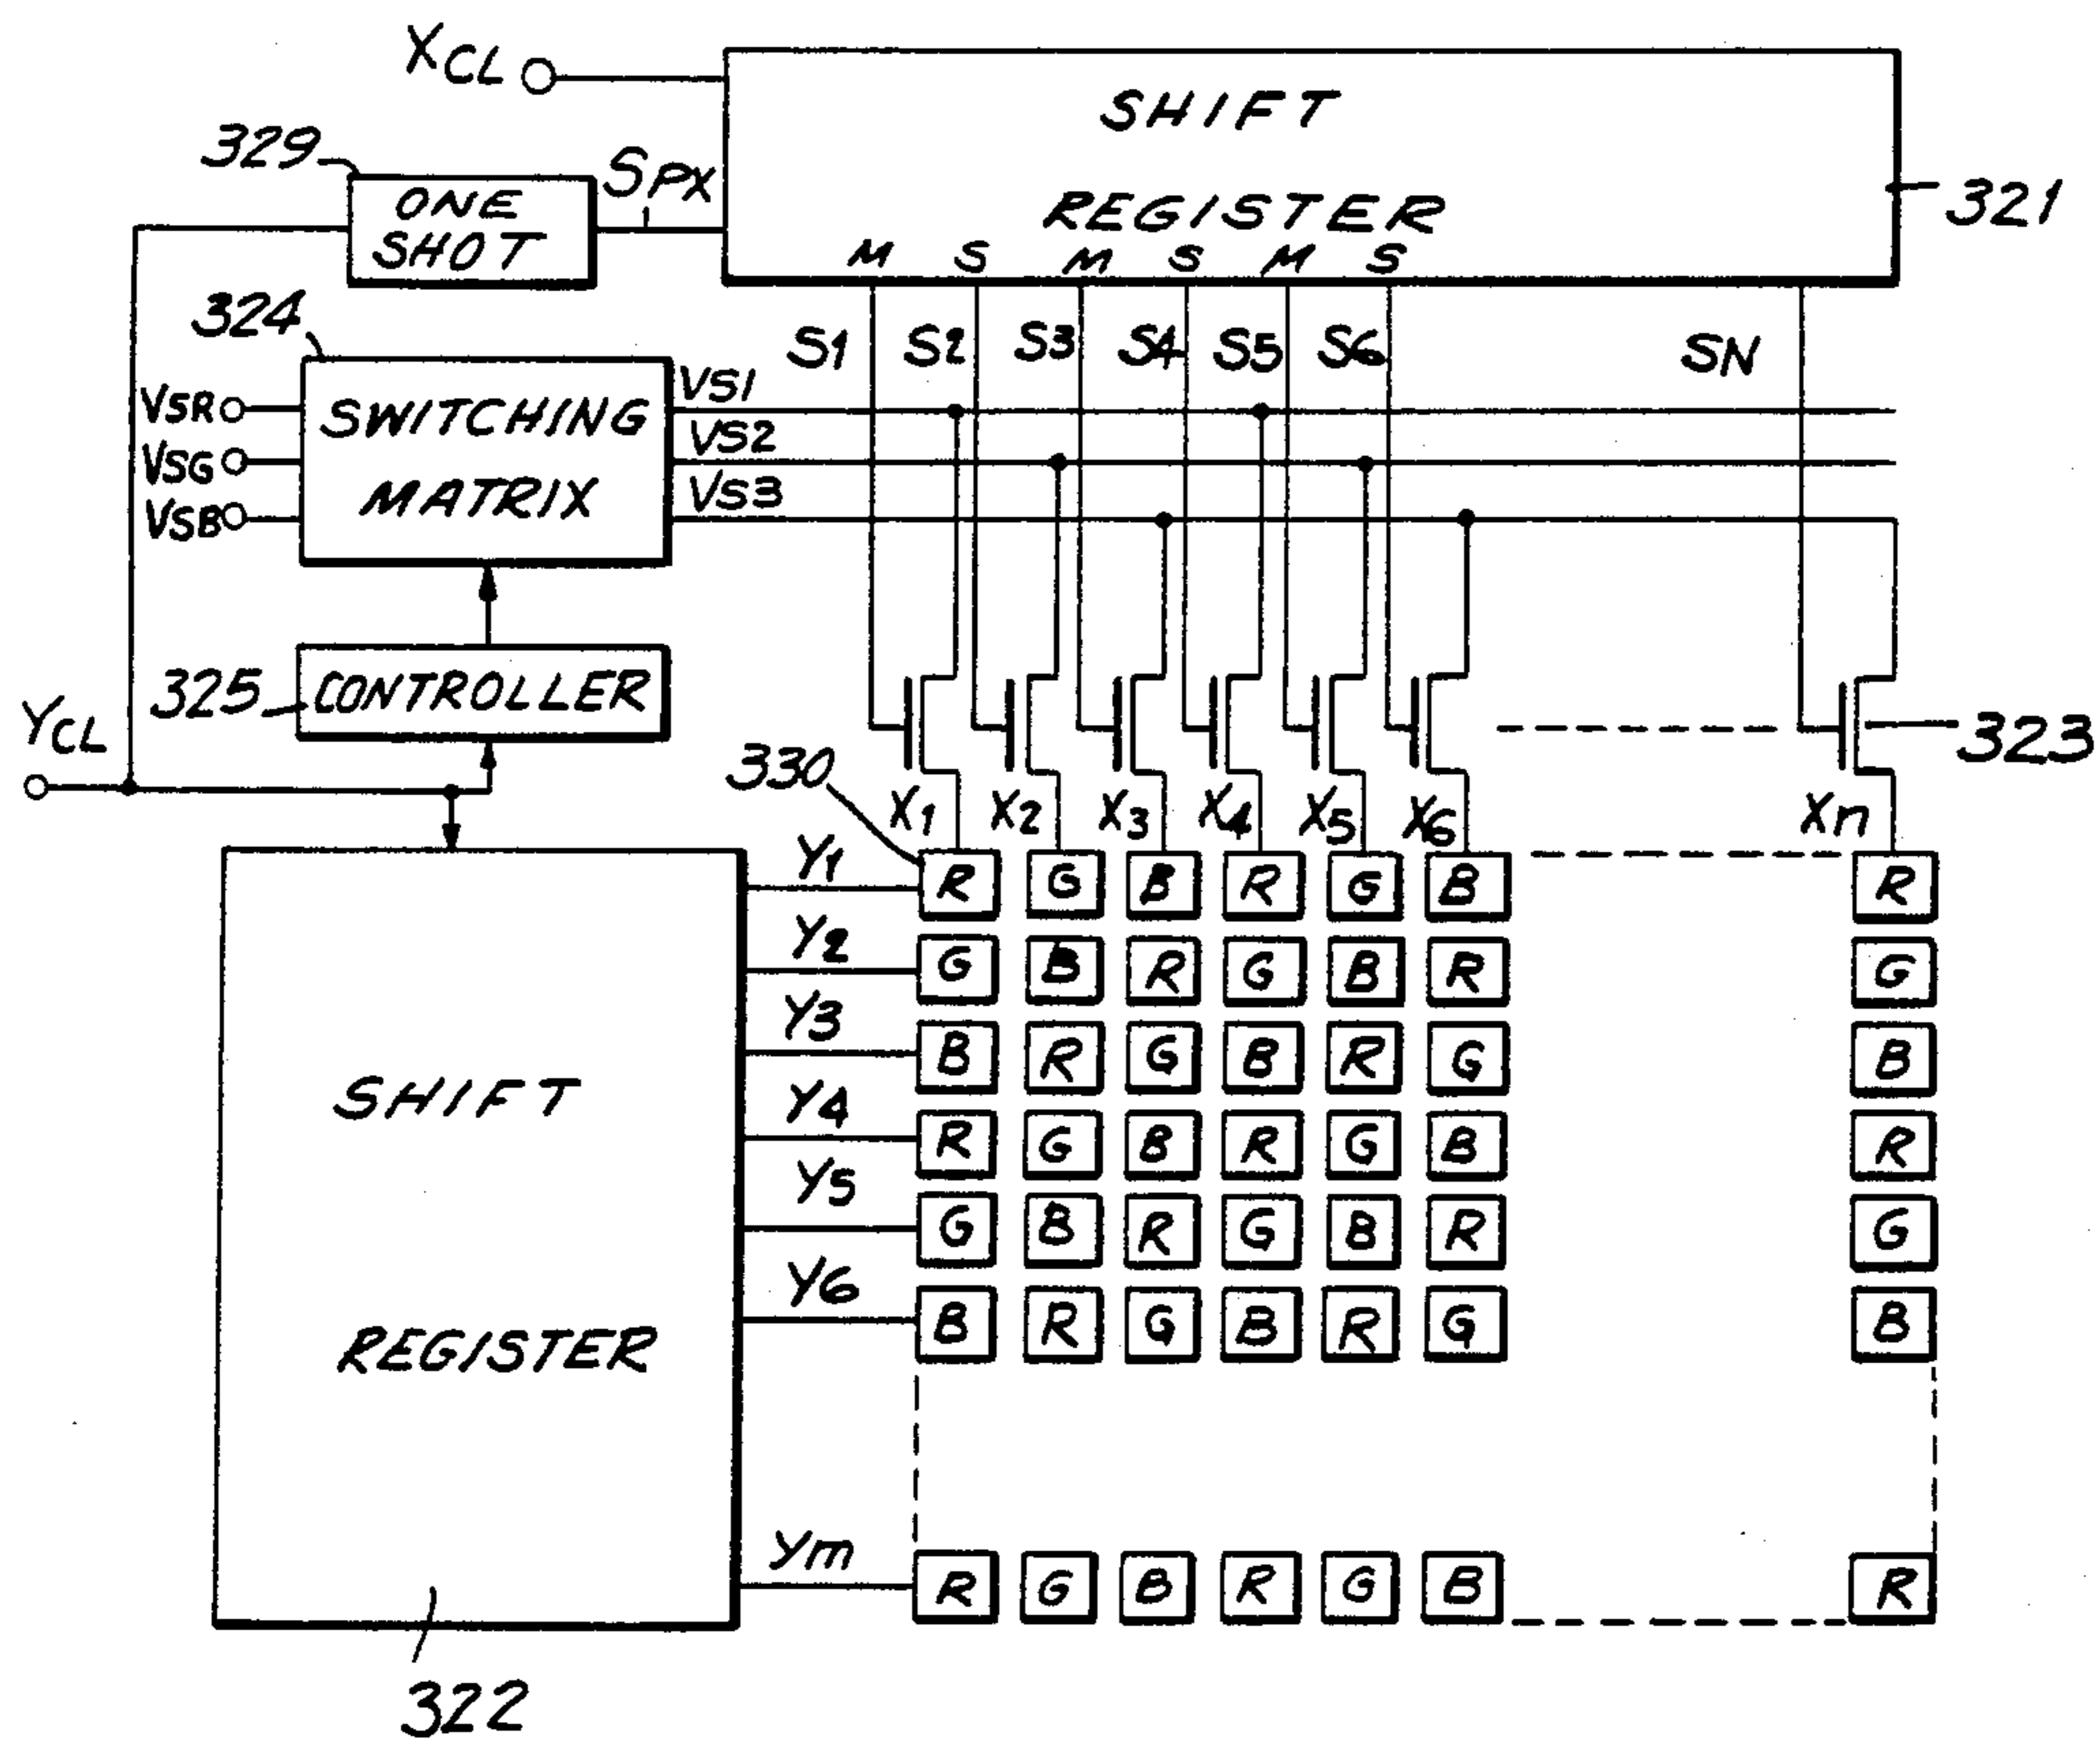 XCL
SHIFT
REGISTER
321
329
ONE
SHOT
SPX
M S M S M S
324
S1 S2 S3 S4 S5 S6 SN
VSR
VSG
VSB
SWITCHING
MATRIX
VS1
VS2
VS3
325
CONTROLLER
YCL
323
330
X1 X2 X3 X4 X5 X6 Xn
Y1 R G B R G B R
Y2 G B R G B R G
Y3 B R G B R G B
Y4 R G B R G B R
Y5 G B R G B R G
Y6 B R G B R G B
Ym R G B R G B R
SHIFT
REGISTER
322